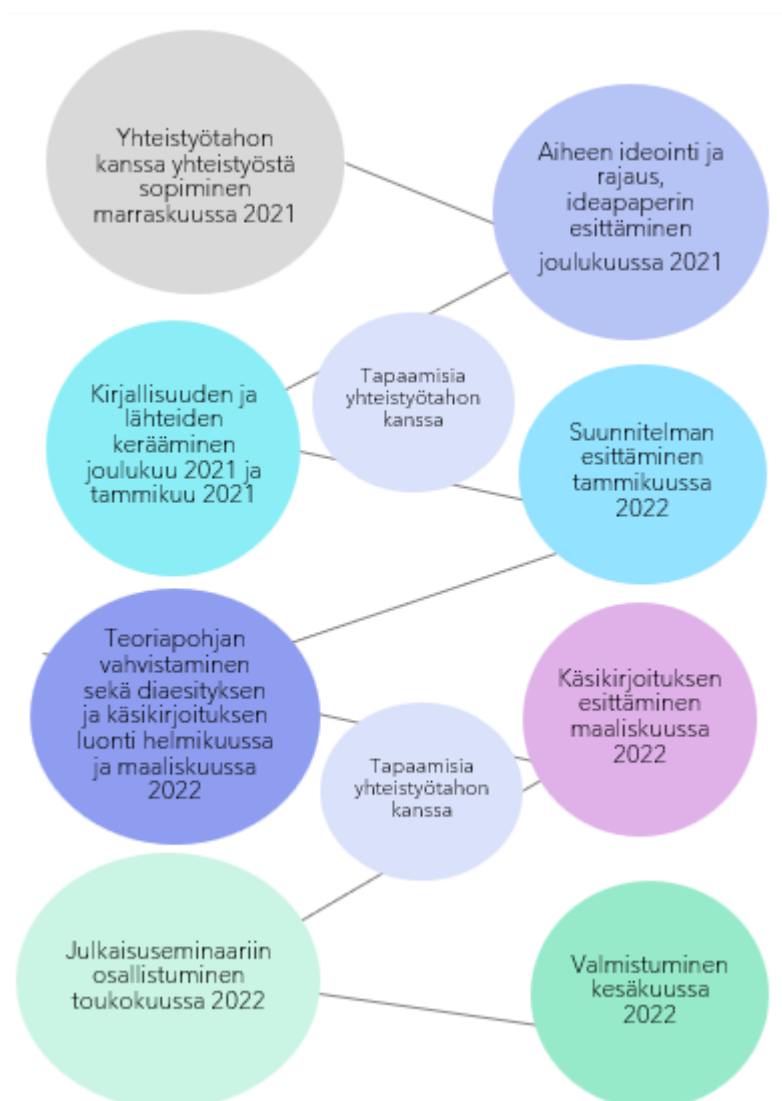 Yhteistyötahon
kanssa yhteistyöstä
sopiminen
marraskuussa 2021
Aiheen ideointi ja
rajaus,
ideapaperin
esittäminen
joulukuussa 2021
Tapaamisia
yhteistyötahon
kanssa
Kirjallisuuden ja
lähteiden
kerääminen
joulukuu 2021 ja
tammikuu 2021
Suunnitelman
esittäminen
tammikuussa
2022
Teoriapohjan
vahvistaminen
sekä diaesityksen
ja käsikirjoituksen
luonti helmikuussa
ja maaliskuussa
2022
Käsikirjoituksen
esittäminen
maaliskuussa
2022
Tapaamisia
yhteistyötahon
kanssa
Julkaisuseminaariin
osallistuminen
toukokuussa 2022
Valmistuminen
kesäkuussa
2022